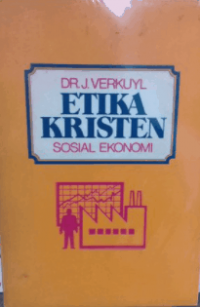 DR. J. VERKUYL
ETIKA
KRISTEN
SOSIAL EKONOMI